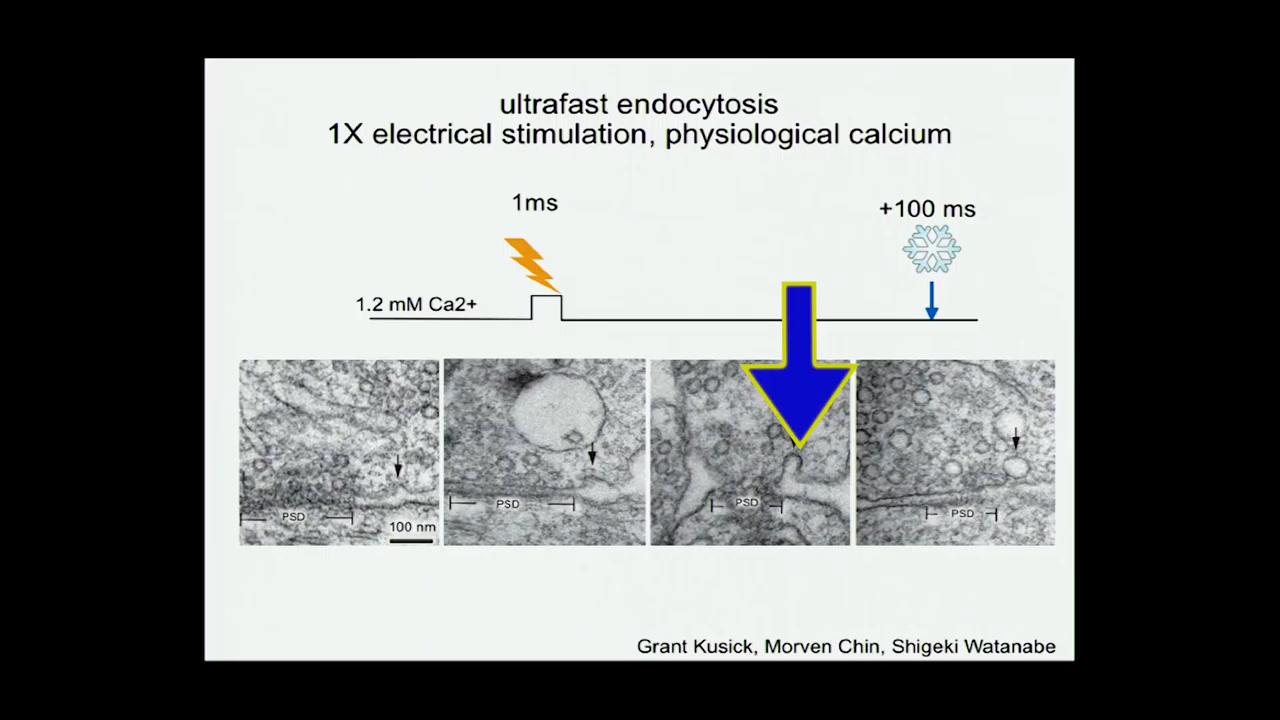 ultrafast endocytosis
1X electrical stimulation, physiological calcium
1ms
+100 ms
1.2 mM Ca2+
PSD
100 nm
PSD
PSD
PSD
Grant Kusick, Morven Chin, Shigeki Watanabe